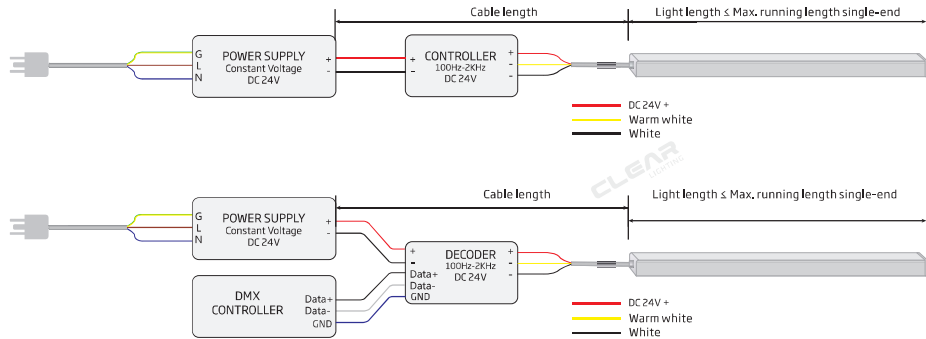 Cable length
Light length ≤ Max. running length single-end
G
L
N
POWER SUPPLY
Constant Voltage
DC 24V
+
-
+
-
CONTROLLER
100Hz-2KHz
DC 24V
+
-
-
DC 24V +
Warm white
White
CLEAR
LIGHTING
Cable length
Light length ≤ Max. running length single-end
G
L
N
POWER SUPPLY
Constant Voltage
DC 24V
+
-
+
-
Data+
Data-
GND
DECODER
100Hz-2KHz
DC 24V
+
-
-
DMX
CONTROLLER
Data+
Data-
GND
DC 24V +
Warm white
White